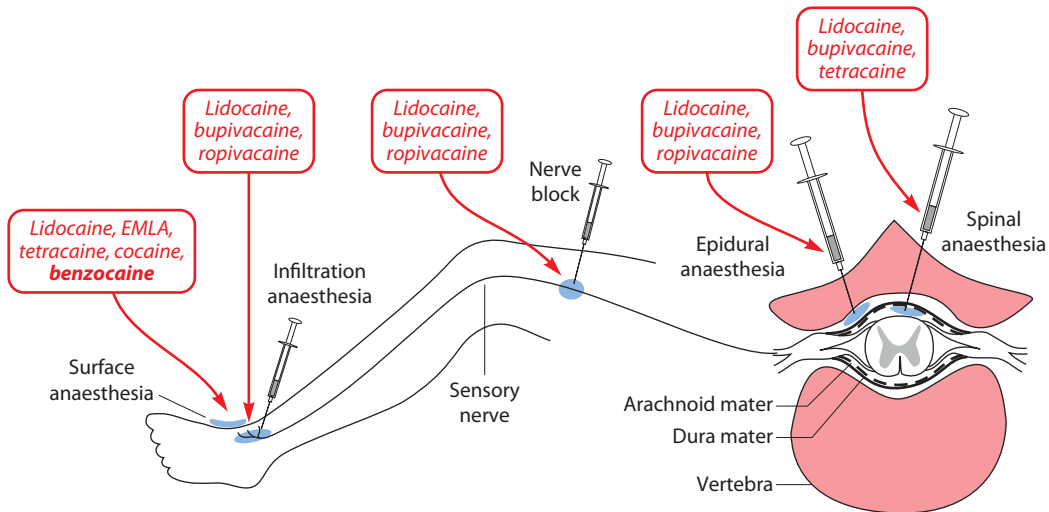 Lidocaine,
bupivacaine,
tetracaine
Lidocaine,
bupivacaine,
ropivacaine
Lidocaine,
bupivacaine,
ropivacaine
Lidocaine,
bupivacaine,
ropivacaine
Nerve
block
Lidocaine, EMLA,
tetracaine, cocaine,
benzocaine
Infiltration
anaesthesia
Epidural
anaesthesia
Spinal
anaesthesia
Surface
anaesthesia
Sensory
nerve
Arachnoid mater
Dura mater
Vertebra